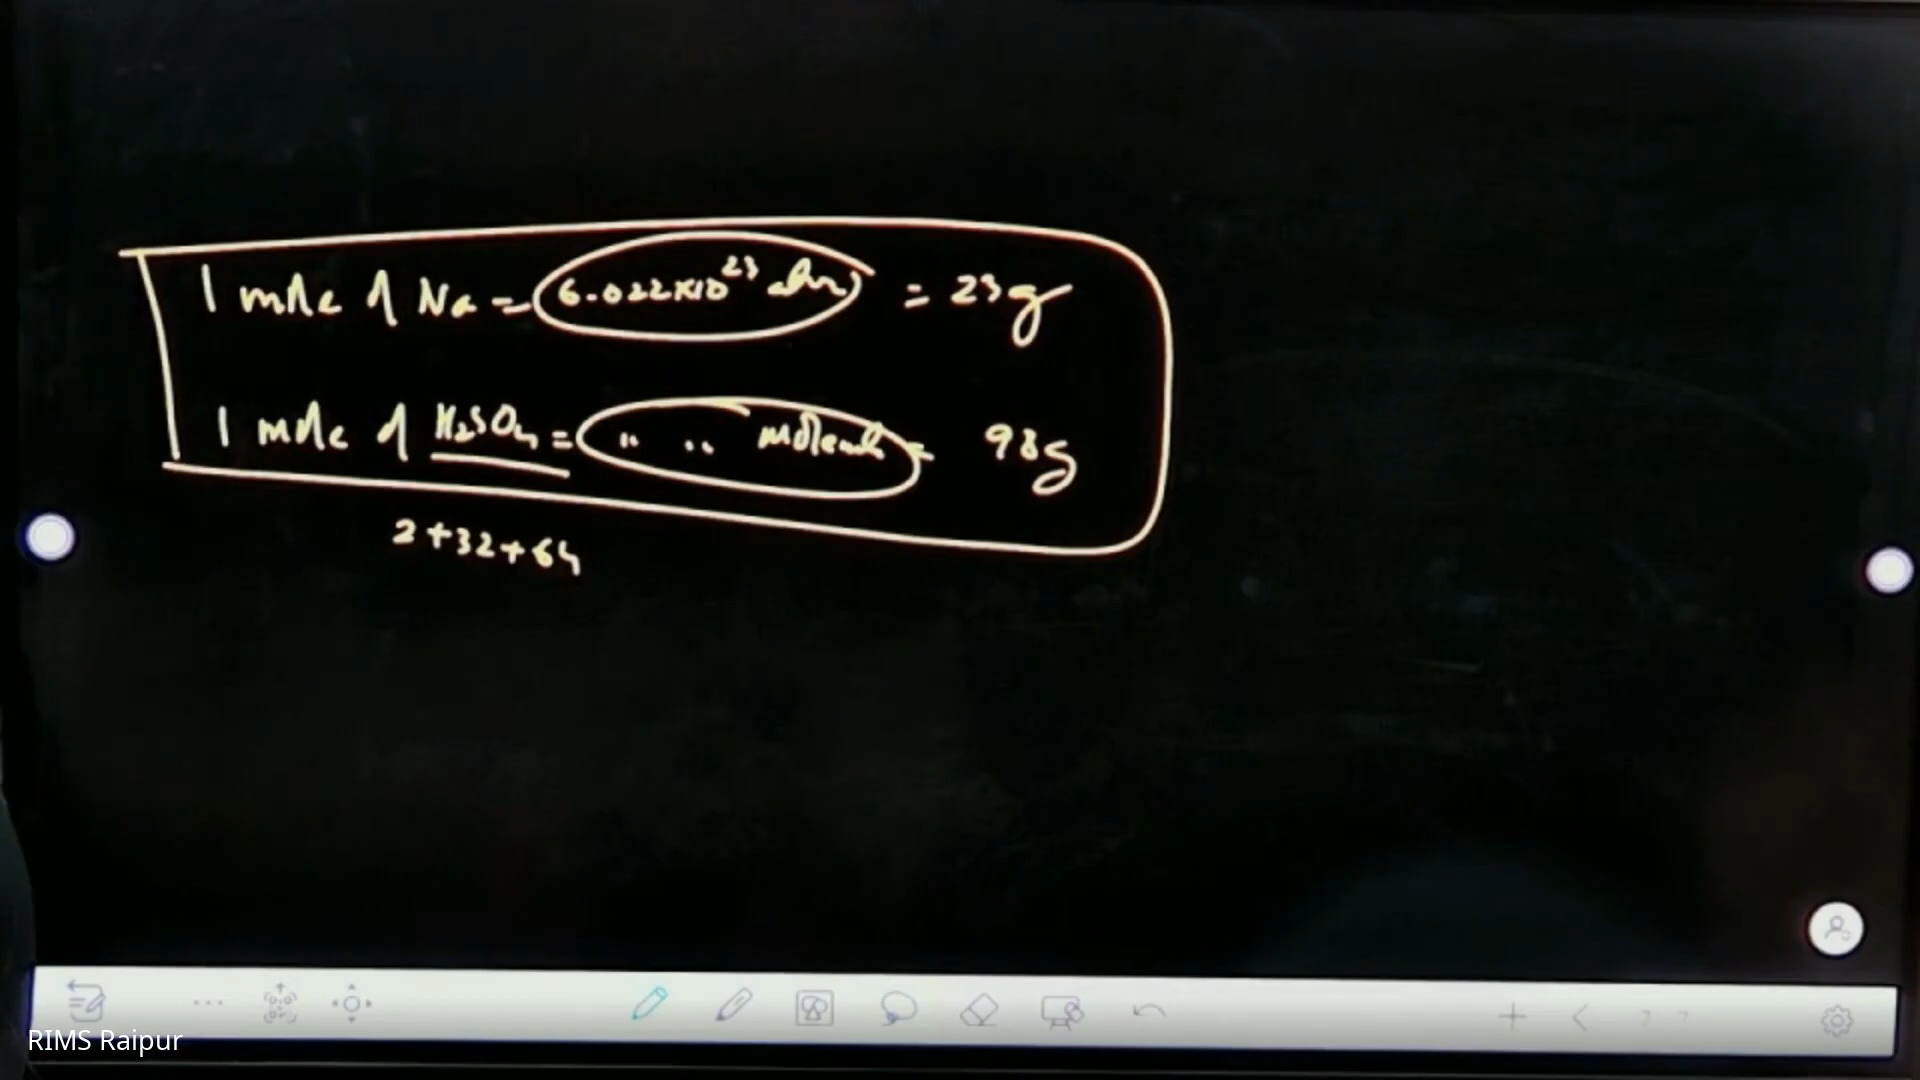 1 mole of Na = 6.022×10²³ atoms = 23g
1 mole of H₂SO₄ = " " molecules = 98g
2+32+64
RIMS Raipur